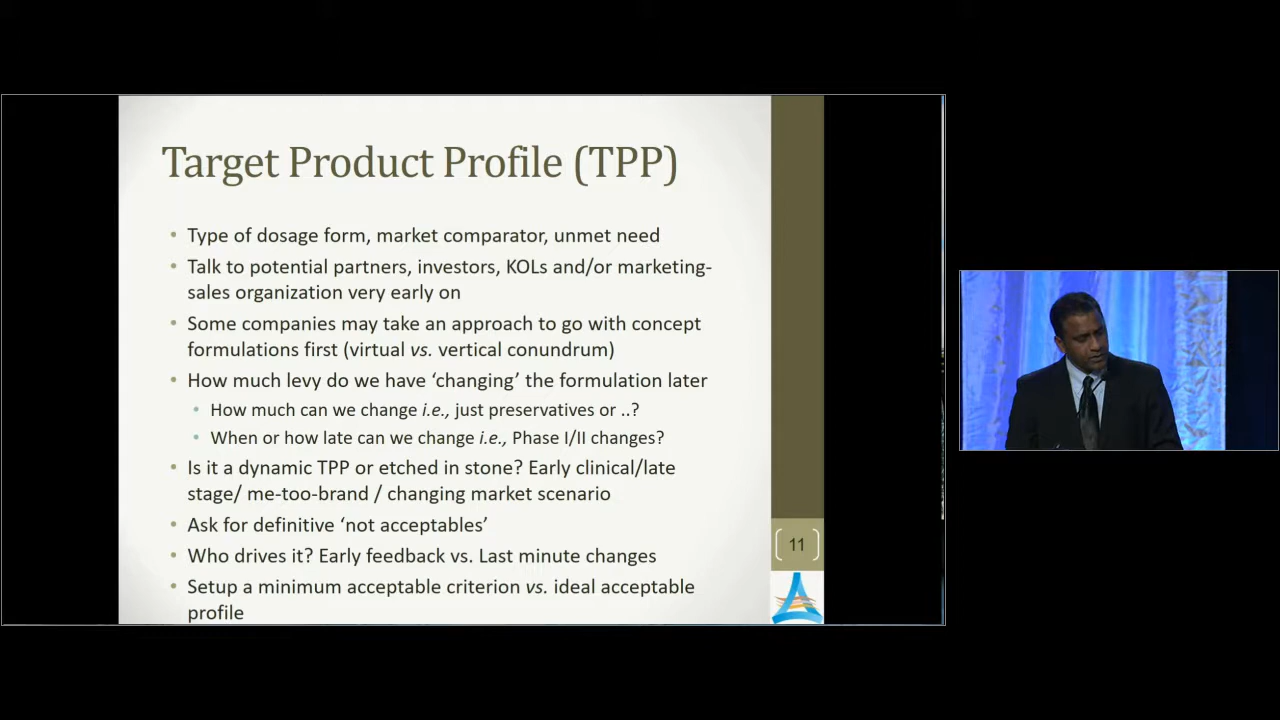 Target Product Profile (TPP)
• Type of dosage form, market comparator, unmet need
• Talk to potential partners, investors, KOLs and/or marketing-
sales organization very early on
• Some companies may take an approach to go with concept
formulations first (virtual vs. vertical conundrum)
• How much levy do we have ‘changing’ the formulation later
• How much can we change i.e., just preservatives or ..?
• When or how late can we change i.e., Phase I/II changes?
• Is it a dynamic TPP or etched in stone? Early clinical/late
stage/ me-too-brand / changing market scenario
• Ask for definitive ‘not acceptables’
• Who drives it? Early feedback vs. Last minute changes
• Setup a minimum acceptable criterion vs. ideal acceptable
profile
11